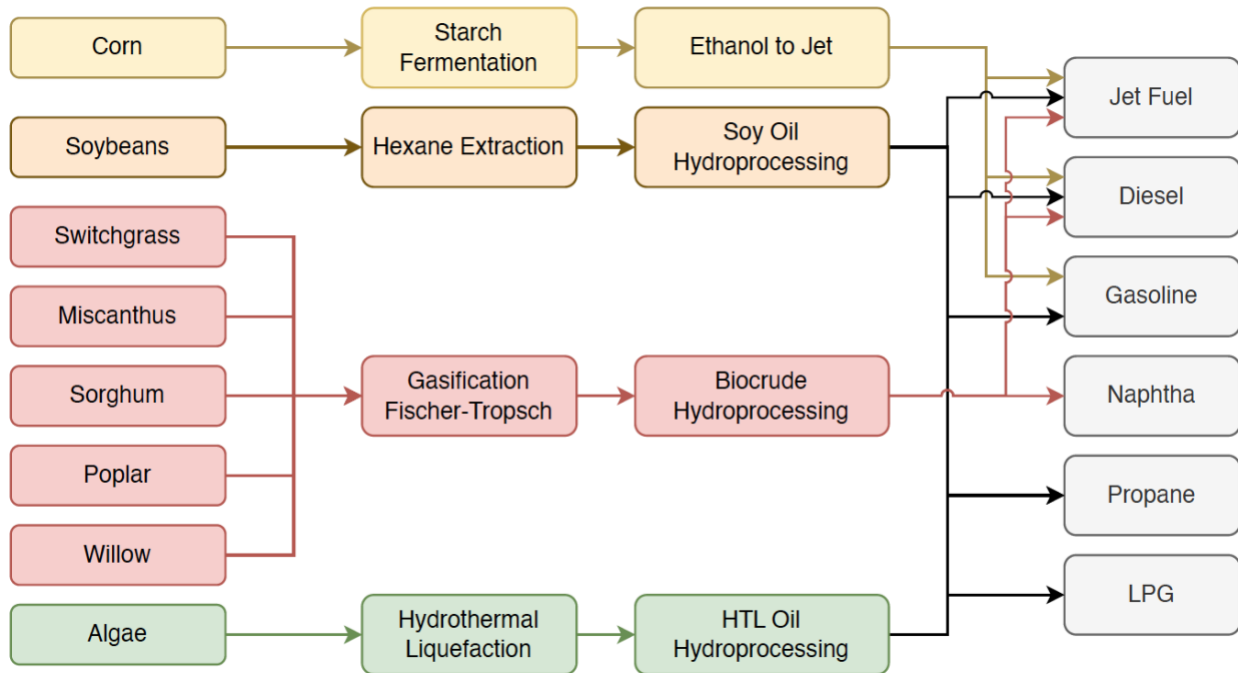 Corn
Starch
Fermentation
Ethanol to Jet
Jet Fuel
Soybeans
Hexane Extraction
Soy Oil
Hydroprocessing
Diesel
Switchgrass
Miscanthus
Gasoline
Sorghum
Gasification
Fischer-Tropsch
Biocrude
Hydroprocessing
Naphtha
Poplar
Propane
Willow
LPG
Algae
Hydrothermal
Liquefaction
HTL Oil
Hydroprocessing